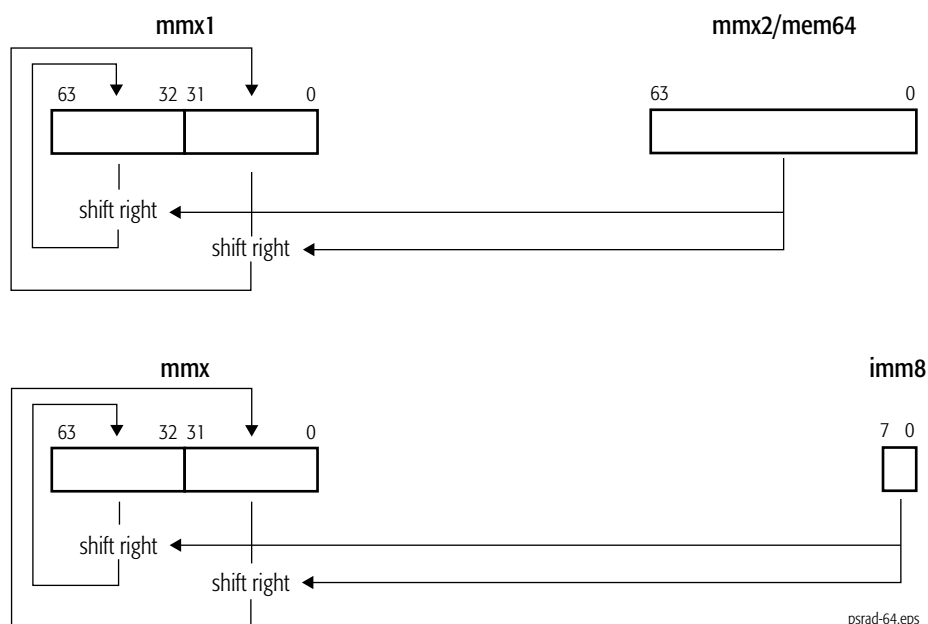 mmx1 mmx2/mem64
63 32 31 0 63 0
shift right
shift right
mmx imm8
63 32 31 0 7 0
shift right
shift right
psrad-64.eps